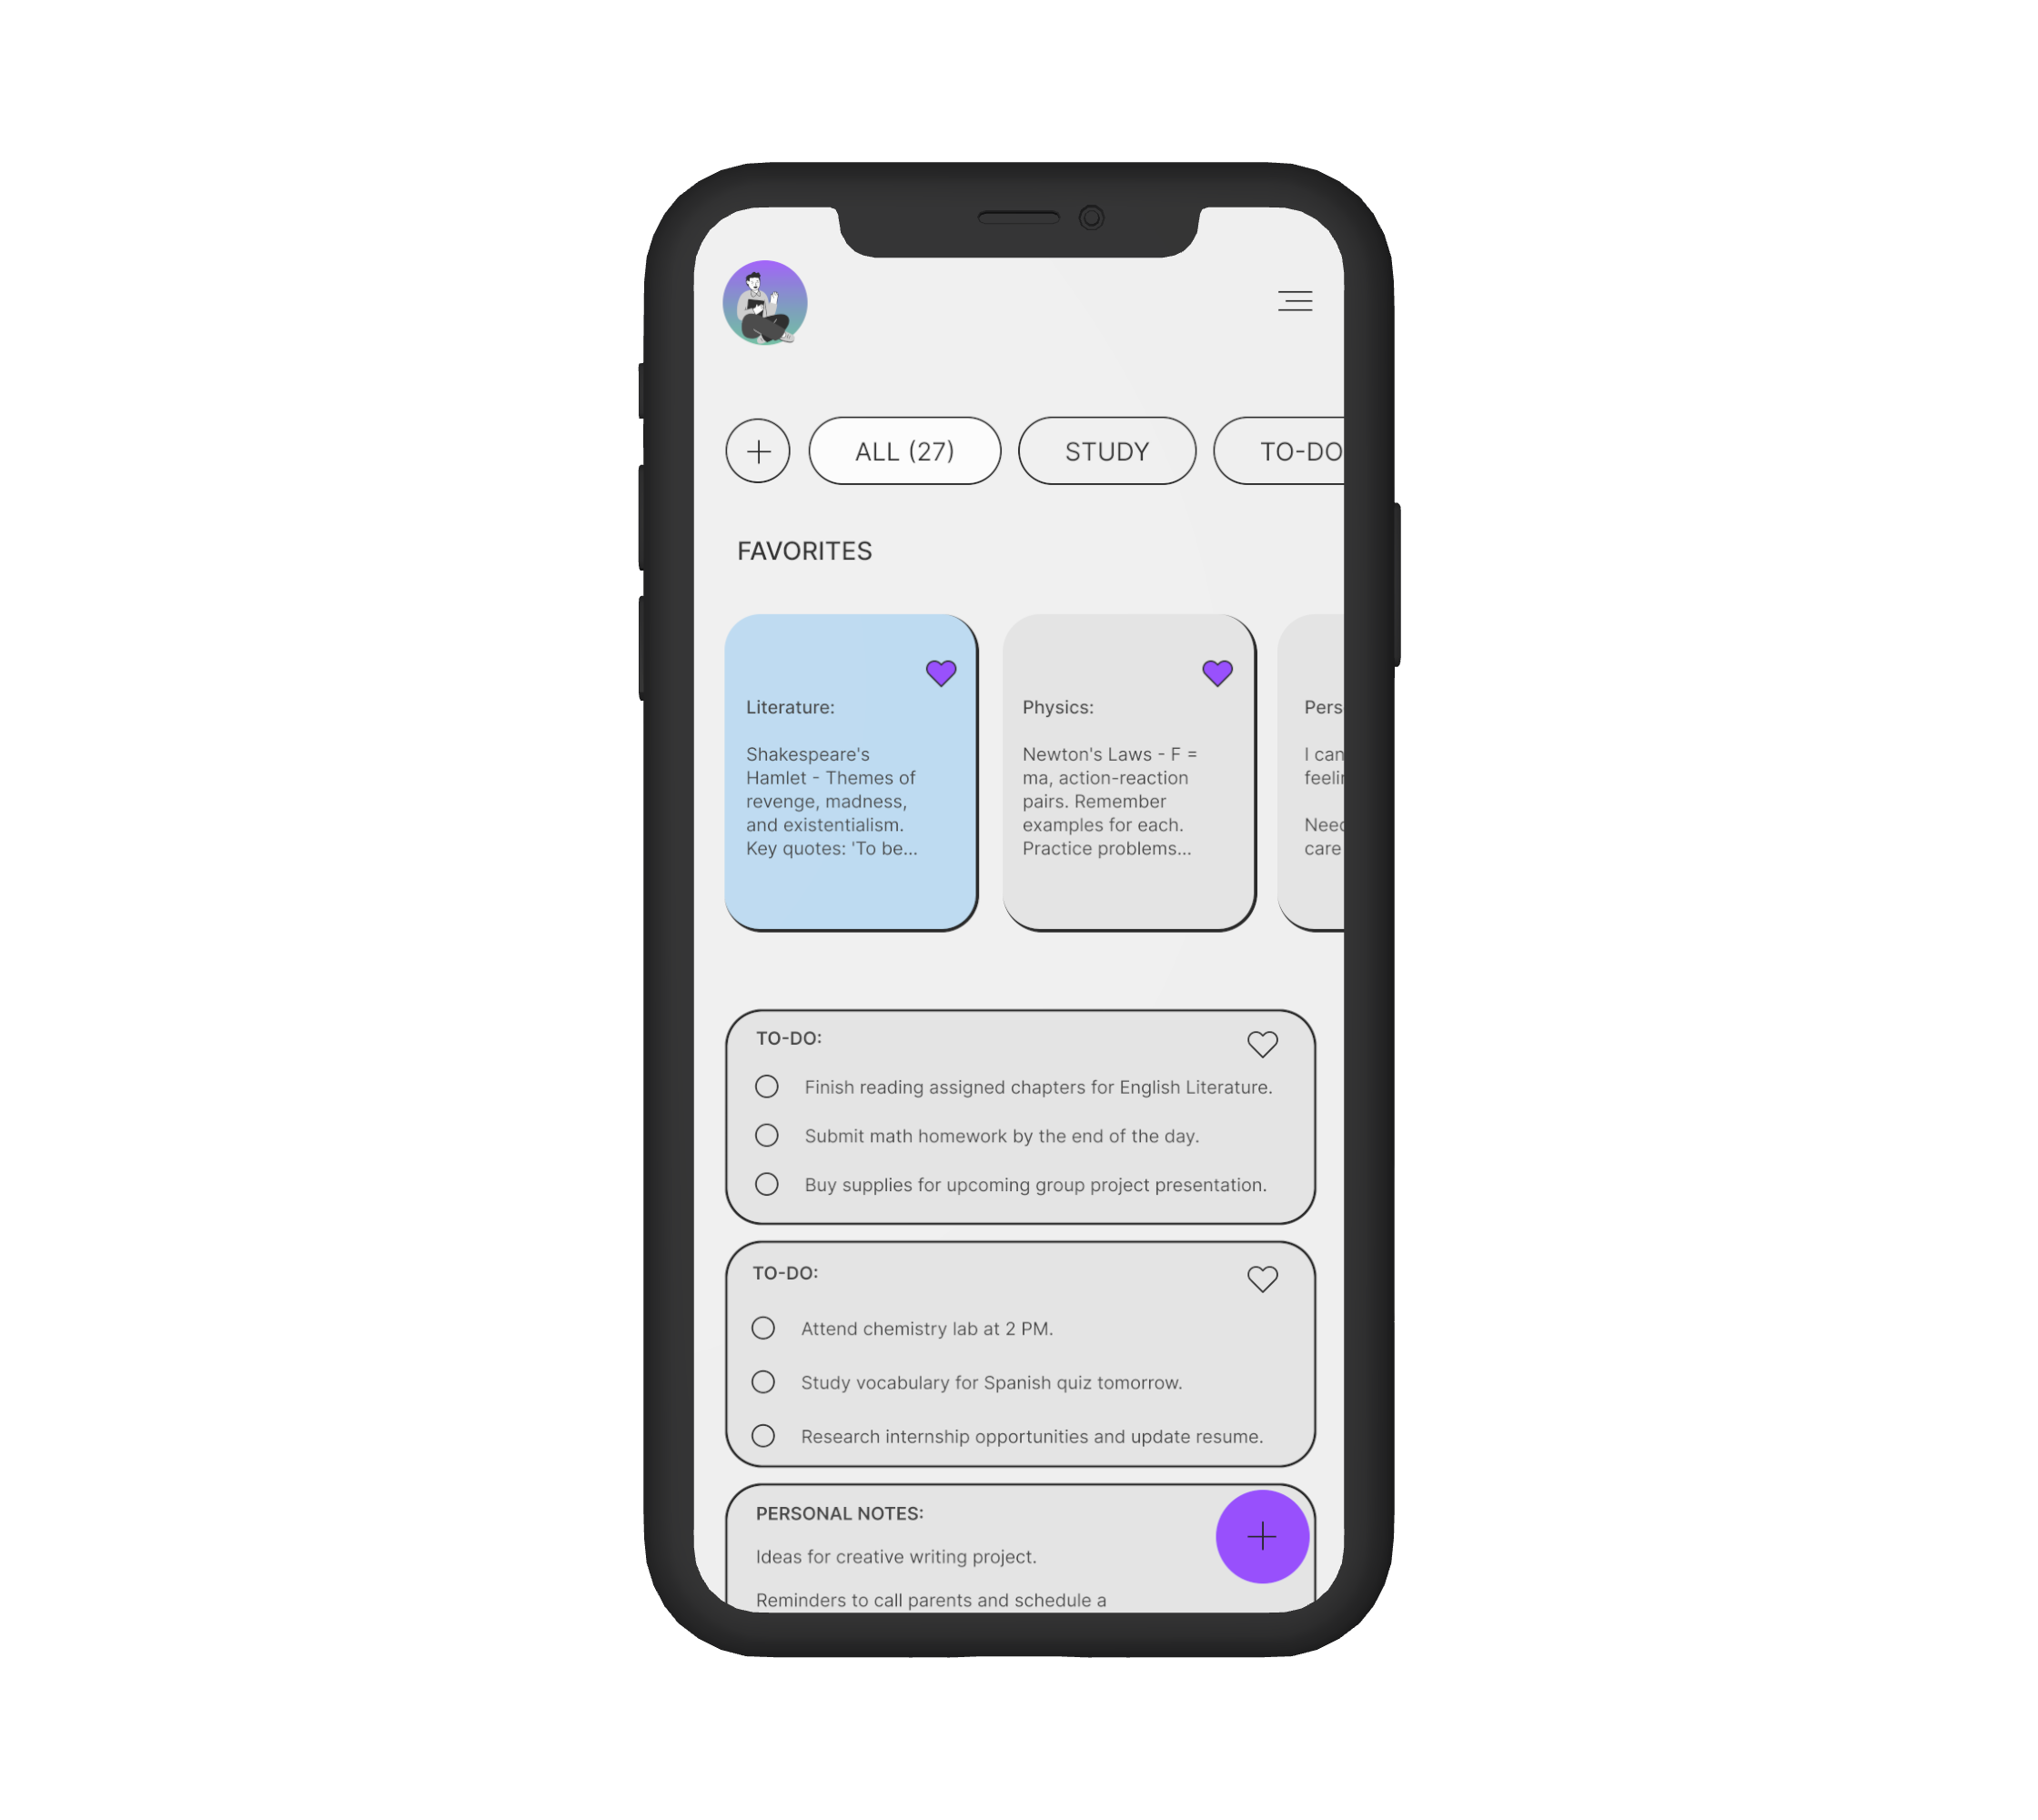 ALL (27)
STUDY
TO-DO
FAVORITES
Literature:
Shakespeare's
Hamlet - Themes of
revenge, madness,
and existentialism.
Key quotes: 'To be...
Physics:
Newton's Laws - F =
ma, action-reaction
pairs. Remember
examples for each.
Practice problems...
Pers
I can
feelin
Need
care
TO-DO:
Finish reading assigned chapters for English Literature.
Submit math homework by the end of the day.
Buy supplies for upcoming group project presentation.
TO-DO:
Attend chemistry lab at 2 PM.
Study vocabulary for Spanish quiz tomorrow.
Research internship opportunities and update resume.
PERSONAL NOTES:
Ideas for creative writing project.
Reminders to call parents and schedule a